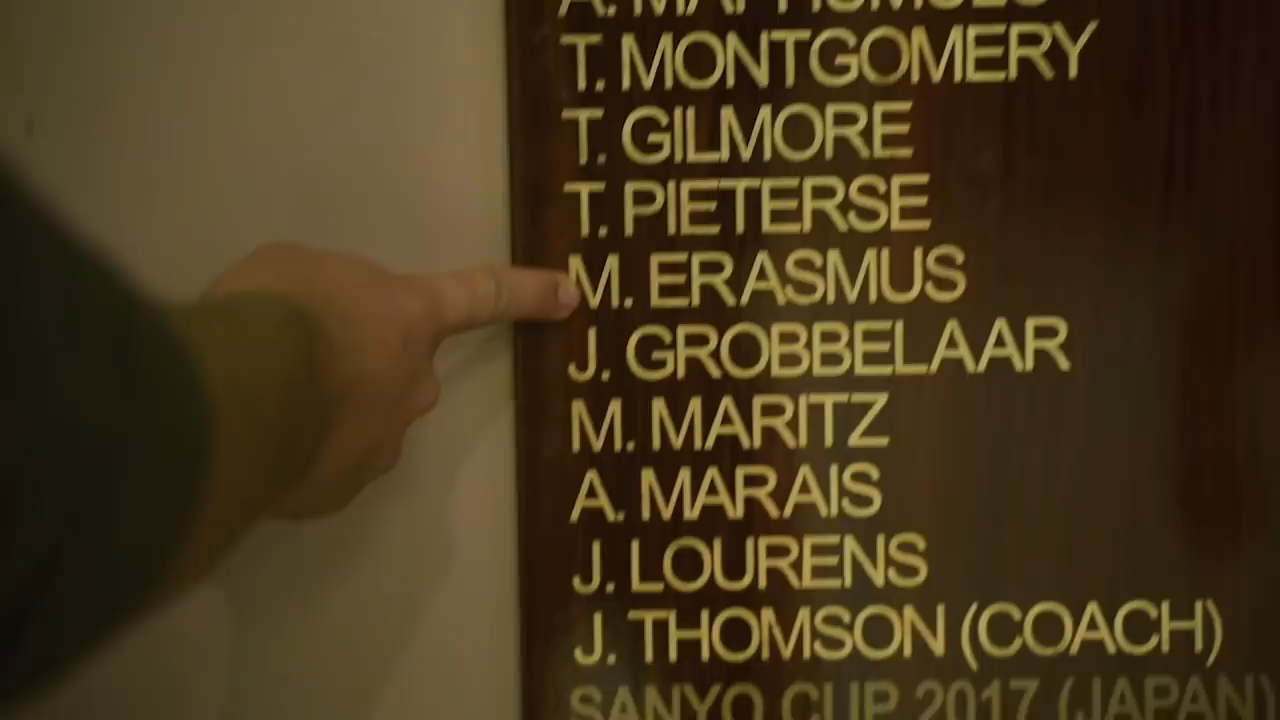 T. MONTGOMERY
T. GILMORE
T. PIETERSE
M. ERASMUS
J. GROBBELAAR
M. MARITZ
A. MARAIS
J. LOURENS
J. THOMSON (COACH)
SANYO CUP 2017 (JAPAN)